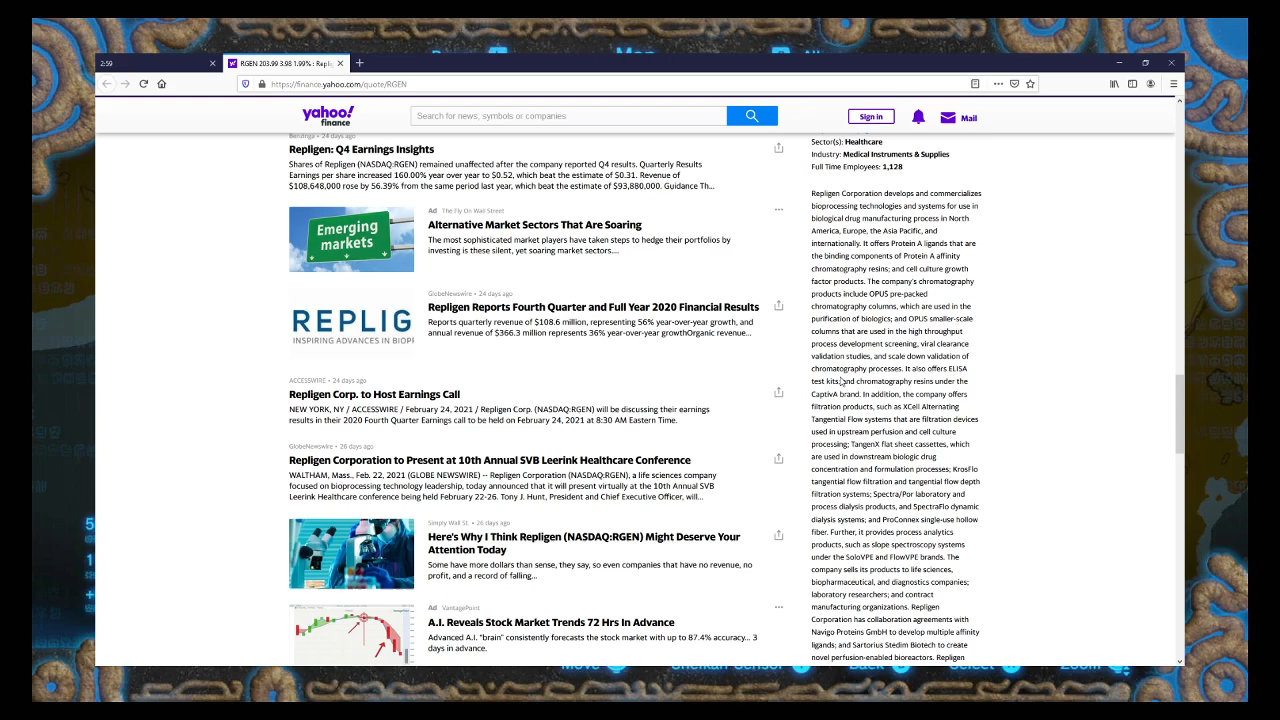 2:59
RGEN 203.99 3.98 1.99% : Replig
https://finance.yahoo.com/quote/RGEN
yahoo!
finance
Search for news, symbols or companies
Sign in
Mail
Benzinga • 24 days ago
Repligen: Q4 Earnings Insights
Shares of Repligen (NASDAQ:RGEN) remained unaffected after the company reported Q4 results. Quarterly Results
Earnings per share increased 160.00% year over year to $0.52, which beat the estimate of $0.31. Revenue of
$108,648,000 rose by 56.39% from the same period last year, which beat the estimate of $93,880,000. Guidance Th...
Emerging
markets
Ad The Fly On Wall Street
Alternative Market Sectors That Are Soaring
The most sophisticated market players have taken steps to hedge their portfolios by
investing is these silent, yet soaring market sectors....
REPLIG
INSPIRING ADVANCES IN BIOPF
GlobeNewswire • 24 days ago
Repligen Reports Fourth Quarter and Full Year 2020 Financial Results
Reports quarterly revenue of $108.6 million, representing 56% year-over-year growth, and
annual revenue of $366.3 million represents 36% year-over-year growthOrganic revenue...
ACCESSWIRE • 24 days ago
Repligen Corp. to Host Earnings Call
NEW YORK, NY / ACCESSWIRE / February 24, 2021 / Repligen Corp. (NASDAQ:RGEN) will be discussing their earnings
results in their 2020 Fourth Quarter Earnings call to be held on February 24, 2021 at 8:30 AM Eastern Time.
GlobeNewswire • 26 days ago
Repligen Corporation to Present at 10th Annual SVB Leerink Healthcare Conference
WALTHAM, Mass., Feb. 22, 2021 (GLOBE NEWSWIRE) -- Repligen Corporation (NASDAQ:RGEN), a life sciences company
focused on bioprocessing technology leadership, today announced that it will present virtually at the 10th Annual SVB
Leerink Healthcare conference being held February 22-26. Tony J. Hunt, President and Chief Executive Officer, will...
Simply Wall St. • 26 days ago
Here's Why I Think Repligen (NASDAQ:RGEN) Might Deserve Your
Attention Today
Some have more dollars than sense, they say, so even companies that have no revenue, no
profit, and a record of falling...
Ad VantagePoint
A.I. Reveals Stock Market Trends 72 Hrs In Advance
Advanced A.I. "brain" consistently forecasts the stock market with up to 87.4% accuracy... 3
days in advance.
Sector(s): Healthcare
Industry: Medical Instruments & Supplies
Full Time Employees: 1,128
Repligen Corporation develops and commercializes
bioprocessing technologies and systems for use in
biological drug manufacturing process in North
America, Europe, the Asia Pacific, and
internationally. It offers Protein A ligands that are
the binding components of Protein A affinity
chromatography resins; and cell culture growth
factor products. The company's chromatography
products include OPUS pre-packed
chromatography columns, which are used in the
purification of biologics; and OPUS smaller-scale
columns that are used in the high throughput
process development screening, viral clearance
validation studies, and scale down validation of
chromatography processes. It also offers ELISA
test kits, and chromatography resins under the
CaptivA brand. In addition, the company offers
filtration products, such as XCell Alternating
Tangential Flow systems that are filtration devices
used in upstream perfusion and cell culture
processing; TangenX flat sheet cassettes, which
are used in downstream biologic drug
concentration and formulation processes; KrosFlo
tangential flow filtration and tangential flow depth
filtration systems; Spectra/Por laboratory and
process dialysis products, and SpectraFlo dynamic
dialysis systems; and ProConnex single-use hollow
fiber. Further, it provides process analytics
products, such as slope spectroscopy systems
under the SoloVPE and FlowVPE brands. The
company sells its products to life sciences,
biopharmaceutical, and diagnostics companies;
laboratory researchers; and contract
manufacturing organizations. Repligen
Corporation has collaboration agreements with
Navigo Proteins GmbH to develop multiple affinity
ligands; and Sartorius Stedim Biotech to create
novel perfusion-enabled bioreactors. Repligen